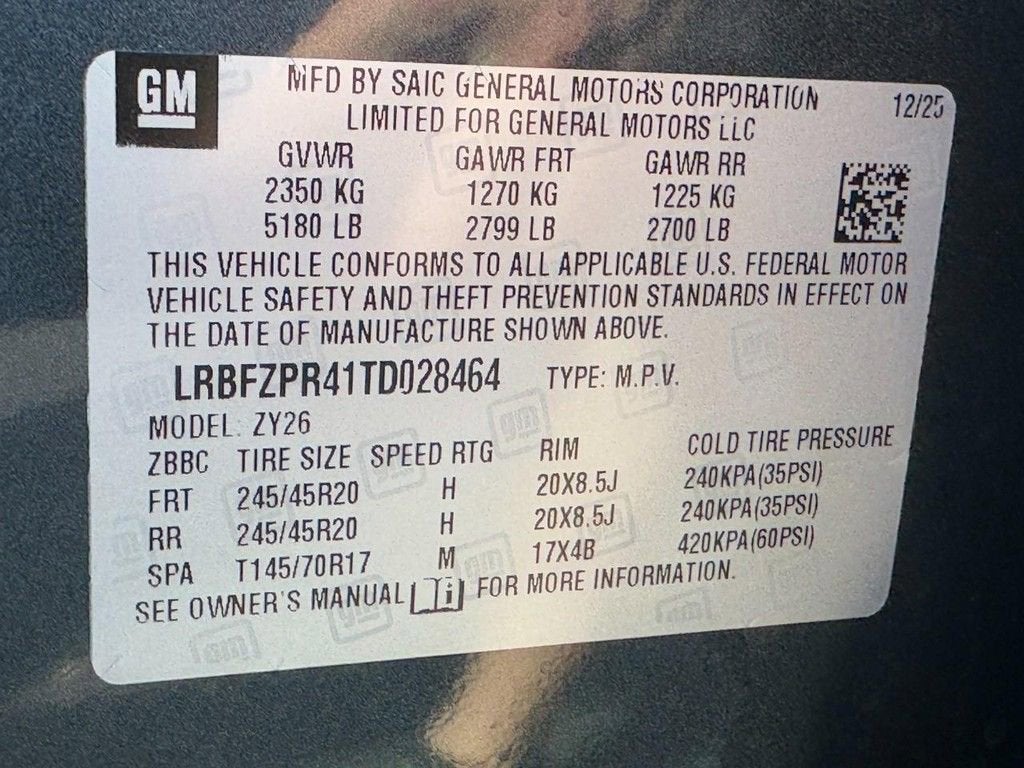 GM
MFD BY SAIC GENERAL MOTORS CORPORATION
LIMITED FOR GENERAL MOTORS LLC
12/25
GVWR GAWR FRT GAWR RR
2350 KG 1270 KG 1225 KG
5180 LB 2799 LB 2700 LB
THIS VEHICLE CONFORMS TO ALL APPLICABLE U.S. FEDERAL MOTOR
VEHICLE SAFETY AND THEFT PREVENTION STANDARDS IN EFFECT ON
THE DATE OF MANUFACTURE SHOWN ABOVE.
LRBFZPR41TD028464 TYPE: M.P.V.
MODEL: ZY26
ZBBC TIRE SIZE SPEED RTG RIM COLD TIRE PRESSURE
FRT 245/45R20 H 20X8.5J 240KPA(35PSI)
RR 245/45R20 H 20X8.5J 240KPA(35PSI)
SPA T145/70R17 M 17X4B 420KPA(60PSI)
SEE OWNER'S MANUAL i FOR MORE INFORMATION.